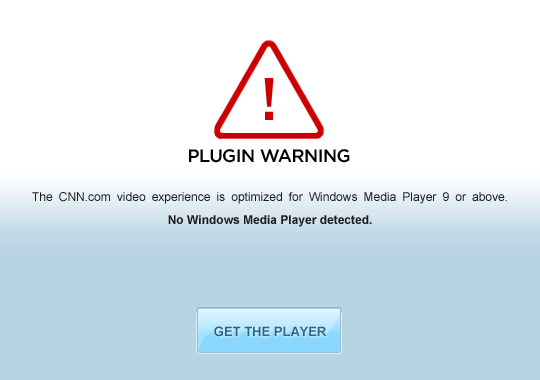 !
PLUGIN WARNING
The CNN.com video experience is optimized for Windows Media Player 9 or above.
No Windows Media Player detected.
GET THE PLAYER